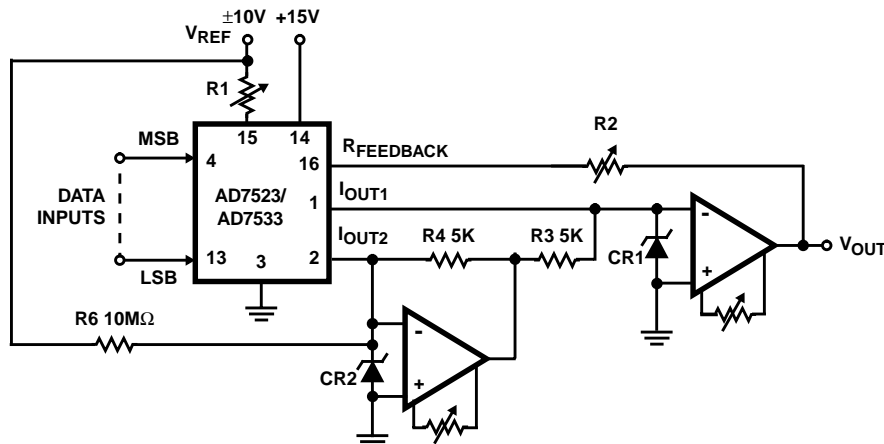 ±10V +15V
VREF
R1
15 14
MSB 4 16 RFEEDBACK R2
DATA INPUTS
AD7523/
AD7533
1 IOUT1
2 IOUT2
R4 5K R3 5K
CR1
-
+
VOUT
13 3
LSB
R6 10MΩ
CR2
-
+